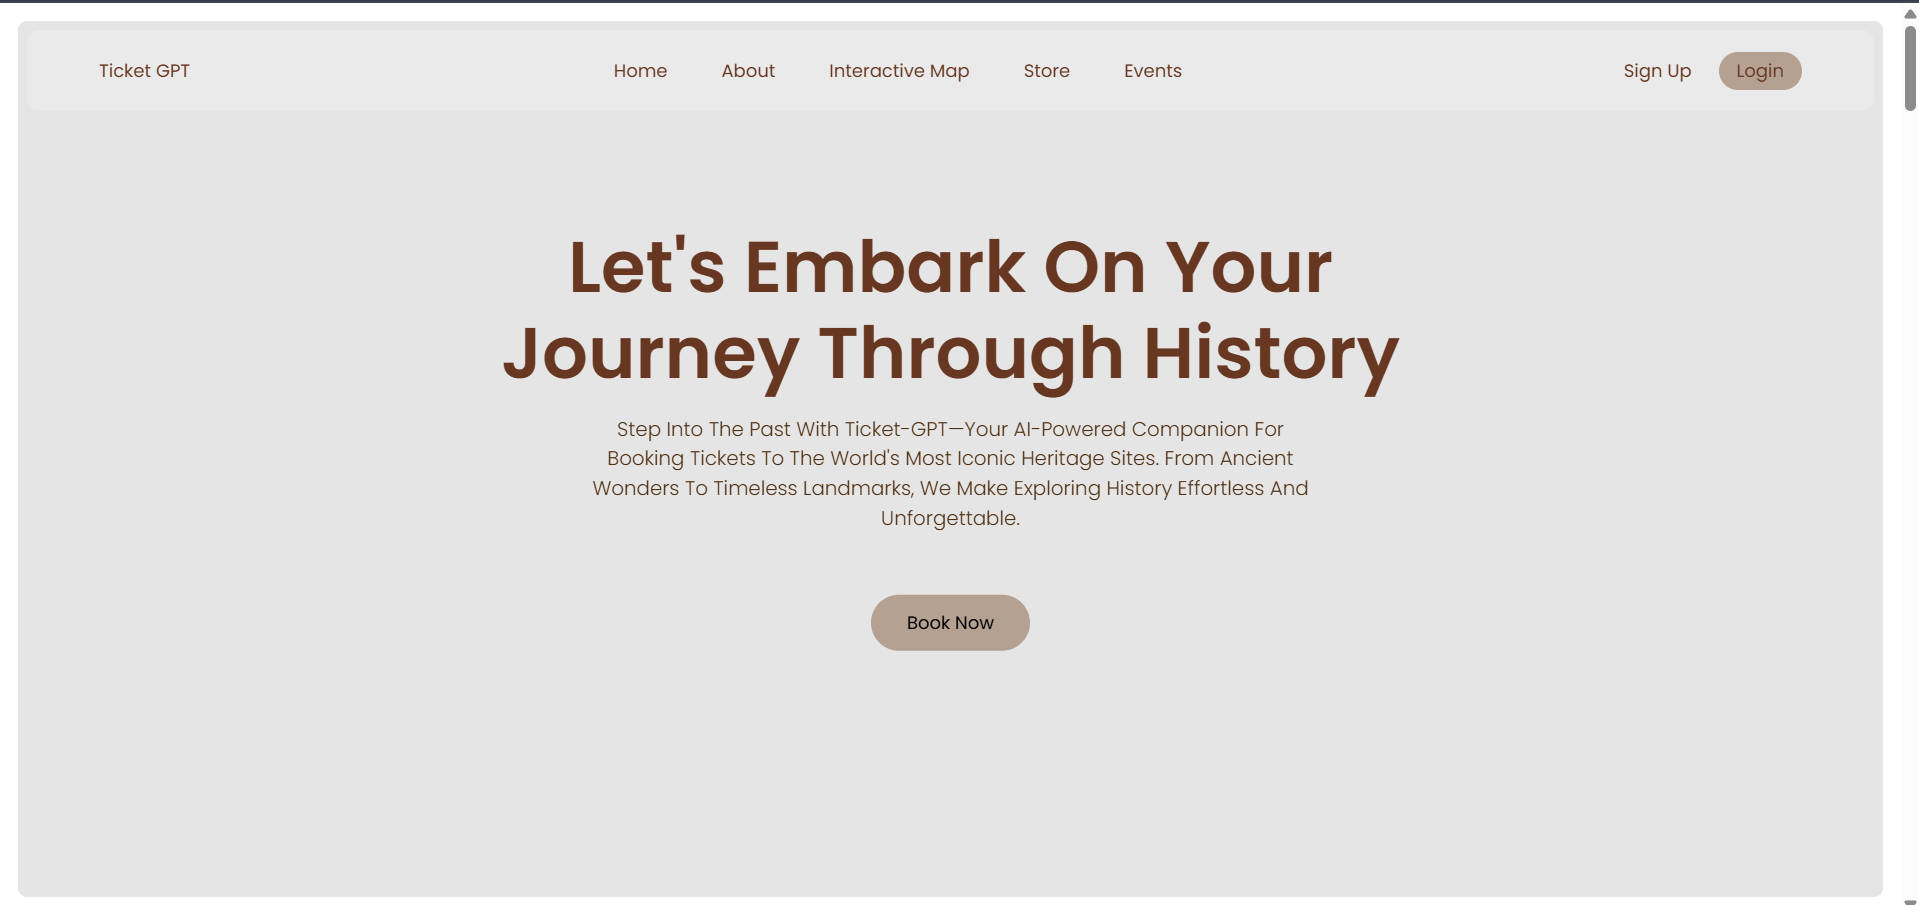 Ticket GPT
Home About Interactive Map Store Events
Sign Up Login
Let's Embark On Your
Journey Through History
Step Into The Past With Ticket-GPT—Your AI-Powered Companion For
Booking Tickets To The World's Most Iconic Heritage Sites. From Ancient
Wonders To Timeless Landmarks, We Make Exploring History Effortless And
Unforgettable.
Book Now